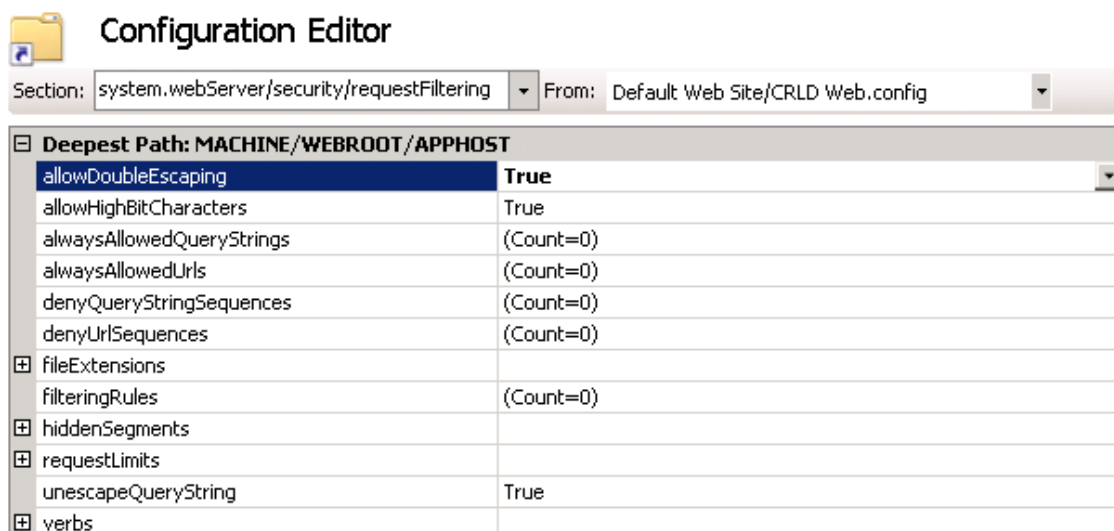 Configuration Editor
Section: system.webServer/security/requestFiltering From: Default Web Site/CRLD Web.config
Deepest Path: MACHINE/WEBROOT/APPHOST
allowDoubleEscaping True
allowHighBitCharacters True
alwaysAllowedQueryStrings (Count=0)
alwaysAllowedUrls (Count=0)
denyQueryStringSequences (Count=0)
denyUrlSequences (Count=0)
fileExtensions
filteringRules (Count=0)
hiddenSegments
requestLimits
unescapeQueryString True
verbs